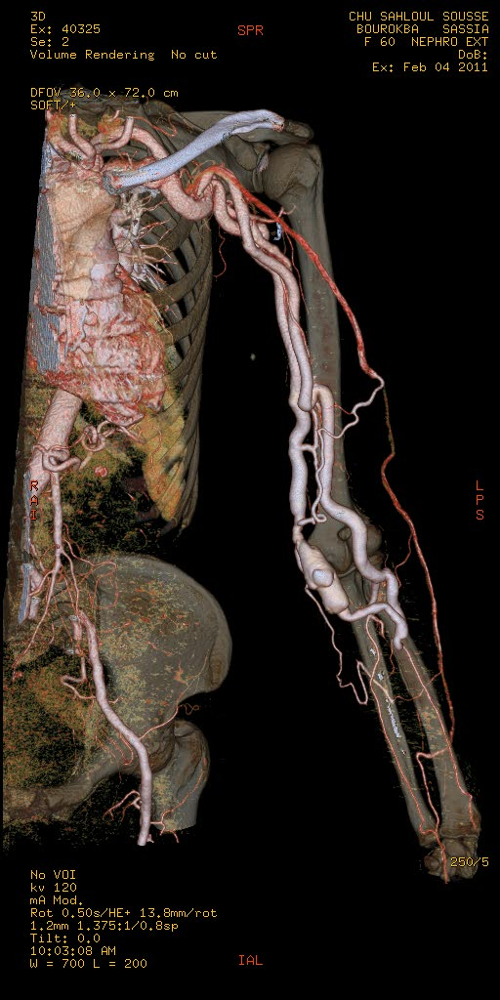 3D
Ex: 40325
Se: 2
Volume Rendering No cut
DFOV 36.0 x 72.0 cm
SOFT/+
SPR
CHU SAHLOUL SOUSSE
BOUROKBA SASSIA
F 60 NEPHRO EXT
DoB:
Ex: Feb 04 2011
R
A
I
L
P
S
250/5
No VOI
kv 120
mA Mod.
Rot 0.50s/HE+ 13.8mm/rot
1.2mm 1.375:1/0.8sp
Tilt: 0.0
10:03:08 AM
W = 700 L = 200
IAL